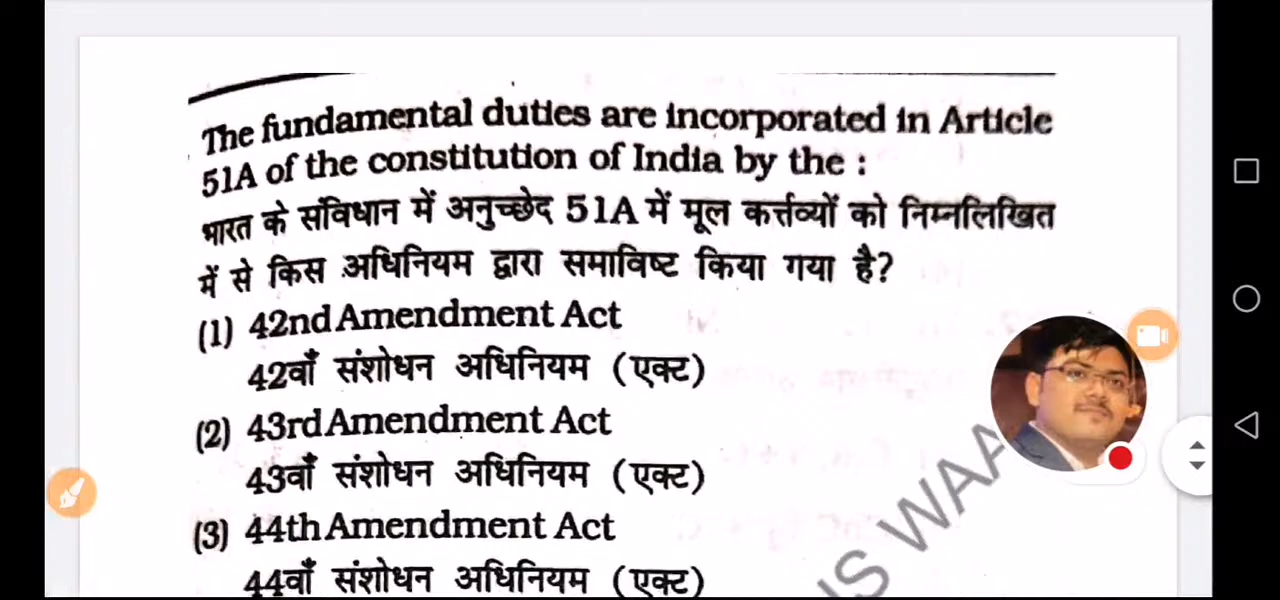 The fundamental duties are incorporated in Article
51A of the constitution of India by the :
भारत के संविधान में अनुच्छेद 51A में मूल कर्त्तव्यों को निम्नलिखित
में से किस अधिनियम द्वारा समाविष्ट किया गया है?
(1) 42nd Amendment Act
42वाँ संशोधन अधिनियम (एक्ट)
(2) 43rd Amendment Act
43वाँ संशोधन अधिनियम (एक्ट)
(3) 44th Amendment Act
44वाँ संशोधन अधिनियम (एक्ट)